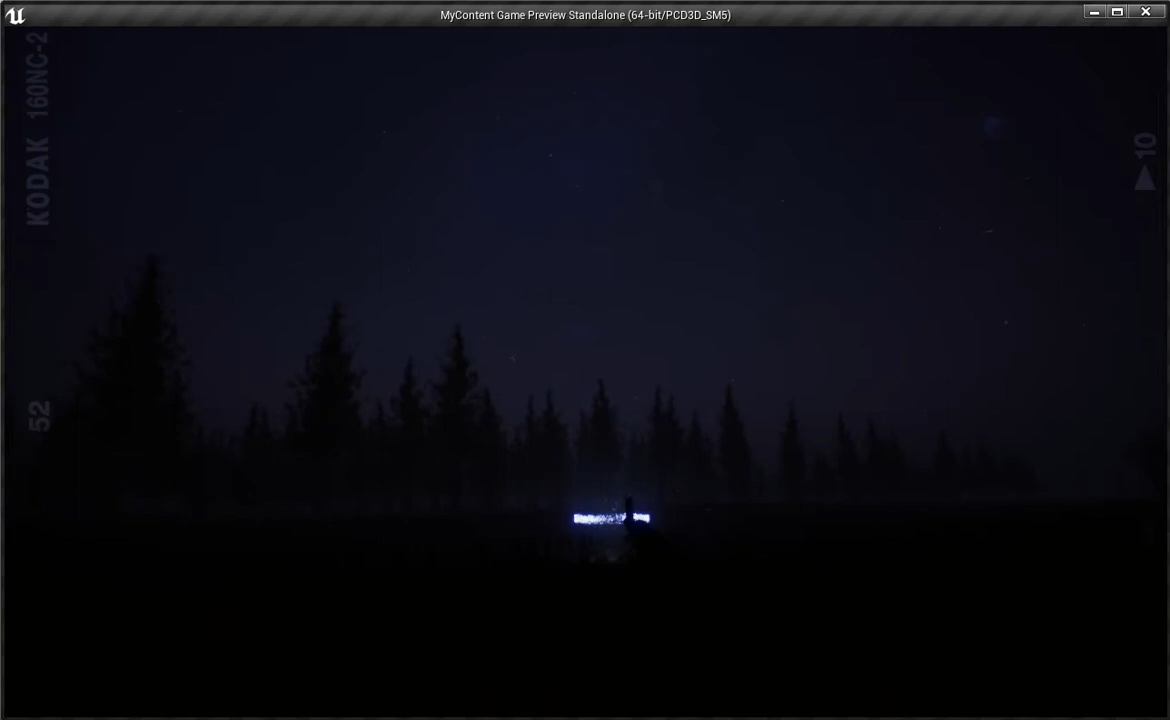 MyContent Game Preview Standalone (64-bit/PCD3D_SM5)
KODAK 160NC-2
52
10